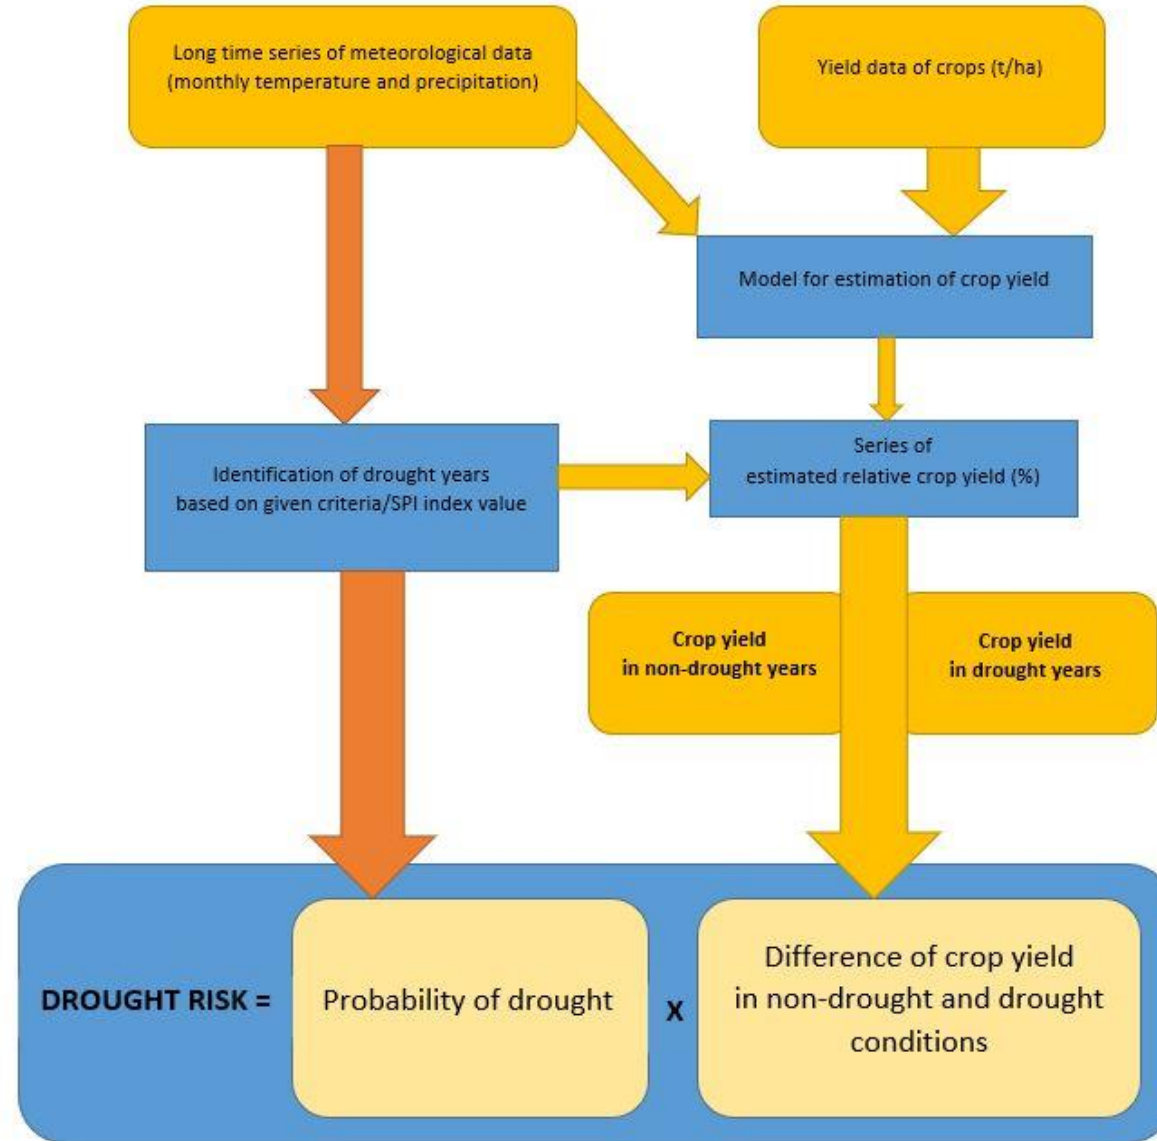 Long time series of meteorological data
(monthly temperature and precipitation)
Yield data of crops (t/ha)
Model for estimation of crop yield
Identification of drought years
based on given criteria/SPI index value
Series of
estimated relative crop yield (%)
Crop yield
in non-drought years
Crop yield
in drought years
DROUGHT RISK =
Probability of drought
X
Difference of crop yield
in non-drought and drought
conditions